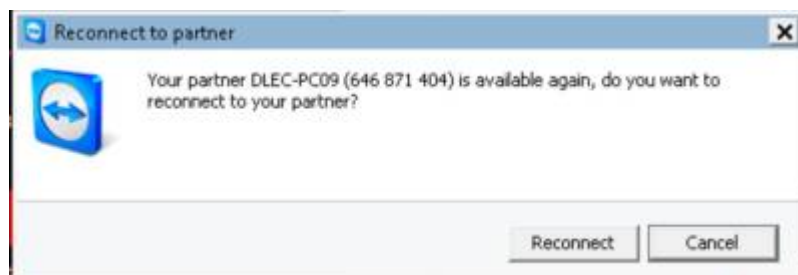 Reconnect to partner
Your partner DLEC-PC09 (646 871 404) is available again, do you want to
reconnect to your partner?
Reconnect
Cancel